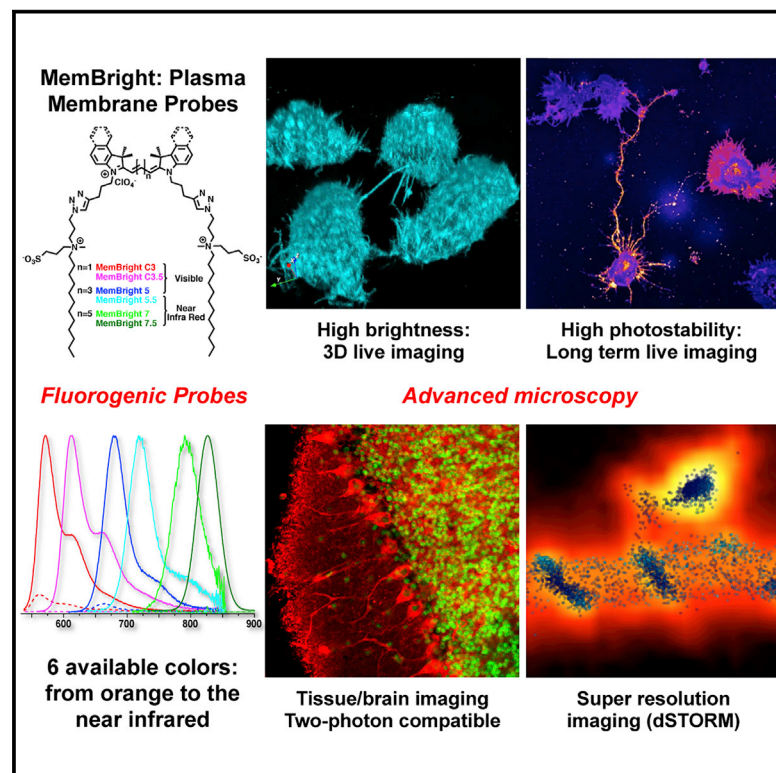 MemBright: Plasma
Membrane Probes
N
⊕
ClO4-
n
N
N
N
N
N
N
N
N
⊕
N
⊕
N
-O3S
SO3-
n=1 MemBright C3
MemBright C3.5
Visible
n=3 MemBright 5
MemBright 5.5
n=5 MemBright 7
MemBright 7.5
Near
Infra Red
High brightness:
3D live imaging
High photostability:
Long term live imaging
Fluorogenic Probes
Advanced microscopy
600 700 800 900
6 available colors:
from orange to the
near infrared
Tissue/brain imaging
Two-photon compatible
Super resolution
imaging (dSTORM)